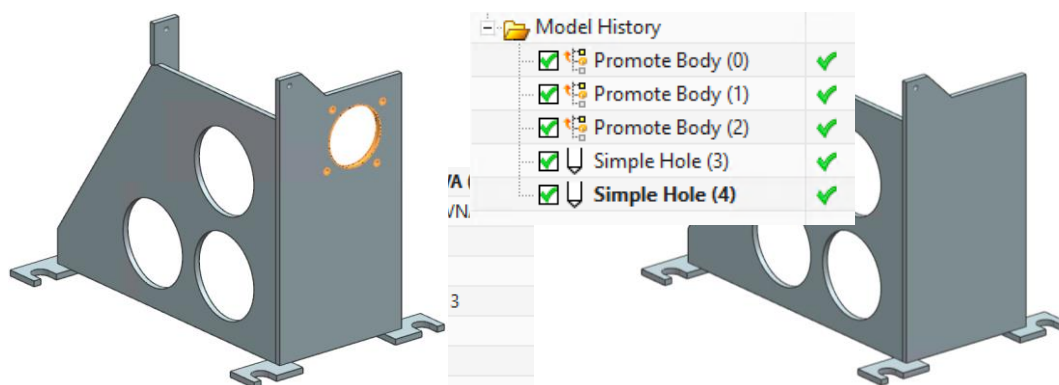 Model History
Promote Body (0)
Promote Body (1)
Promote Body (2)
Simple Hole (3)
Simple Hole (4)
3